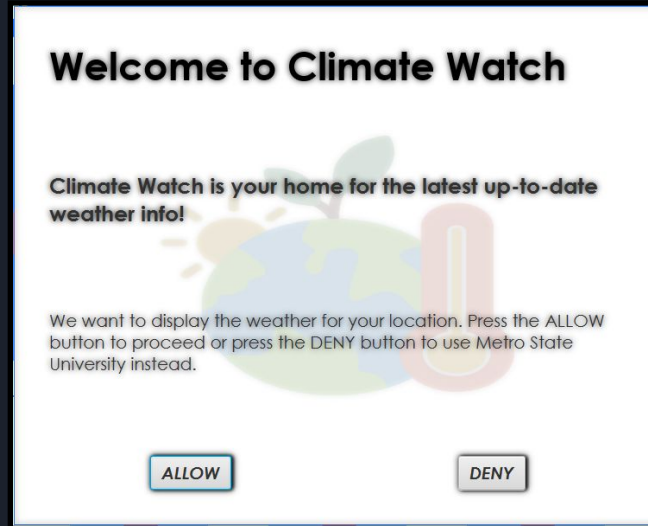 Welcome to Climate Watch
Climate Watch is your home for the latest up-to-date
weather info!
We want to display the weather for your location. Press the ALLOW
button to proceed or press the DENY button to use Metro State
University instead.
ALLOW DENY